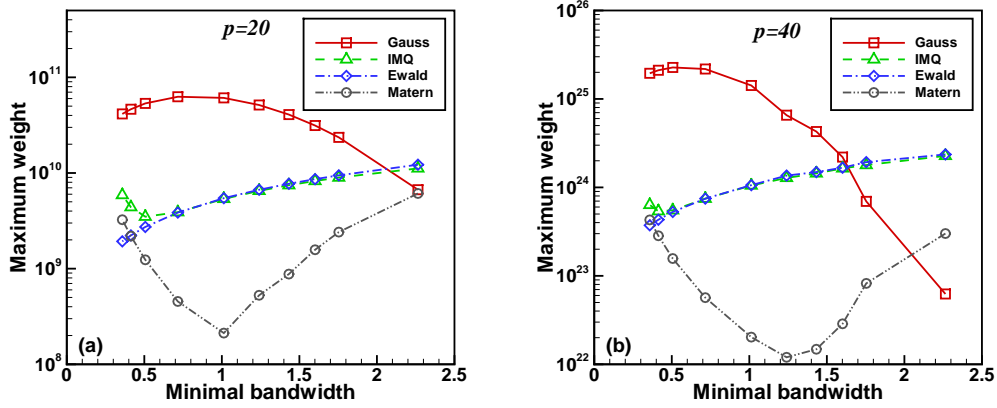 p=20
Gauss
IMQ
Ewald
Matern
Maximum weight
10^11
10^10
10^9
10^8
(a)
0 0.5 1 1.5 2 2.5
Minimal bandwidth
p=40
Gauss
IMQ
Ewald
Matern
Maximum weight
10^26
10^25
10^24
10^23
10^22
(b)
0 0.5 1 1.5 2 2.5
Minimal bandwidth